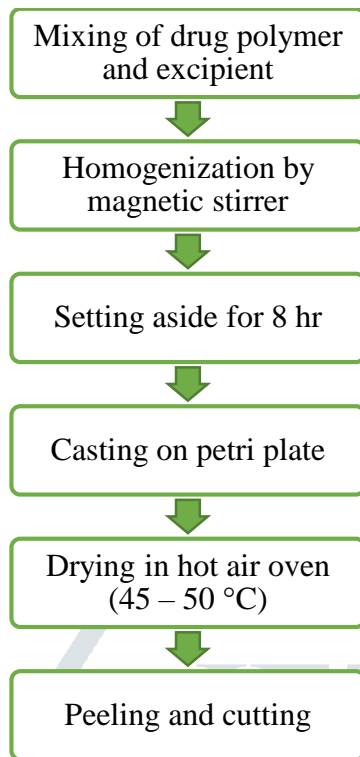 Mixing of drug polymer
and excipient
Homogenization by
magnetic stirrer
Setting aside for 8 hr
Casting on petri plate
Drying in hot air oven
(45 – 50 °C)
Peeling and cutting